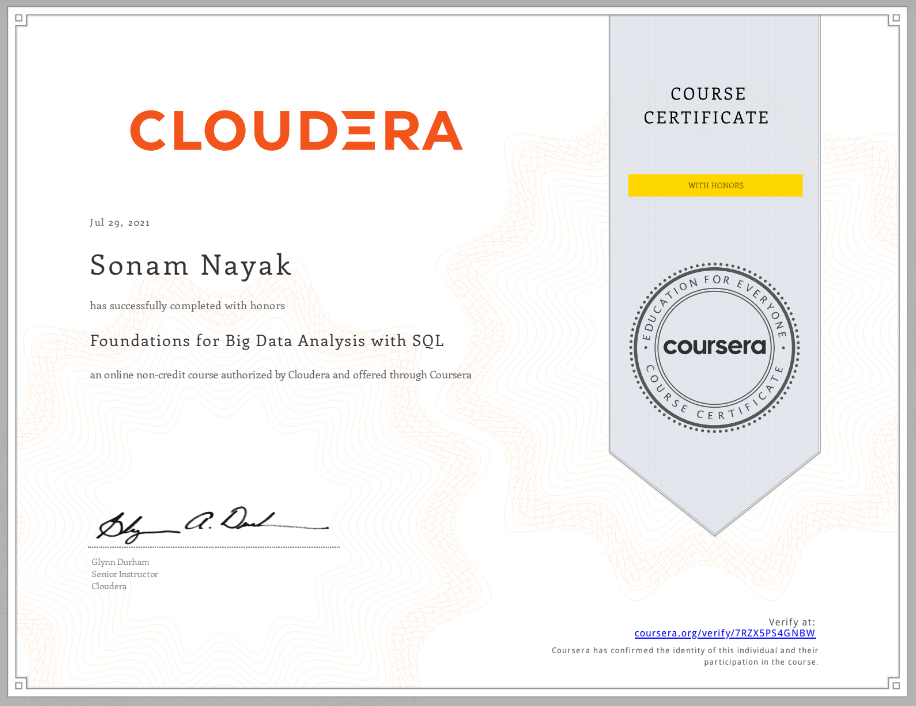 CLOUDERA
COURSE
CERTIFICATE
WITH HONORS
Jul 29, 2021
Sonam Nayak
has successfully completed with honors
Foundations for Big Data Analysis with SQL
an online non-credit course authorized by Cloudera and offered through Coursera
EDUCATION FOR EVERYONE
coursera
COURSE CERTIFICATE
Glynn Durham
Senior Instructor
Cloudera
Verify at:
coursera.org/verify/7RZX5PS4GNBW
Coursera has confirmed the identity of this individual and their
participation in the course.